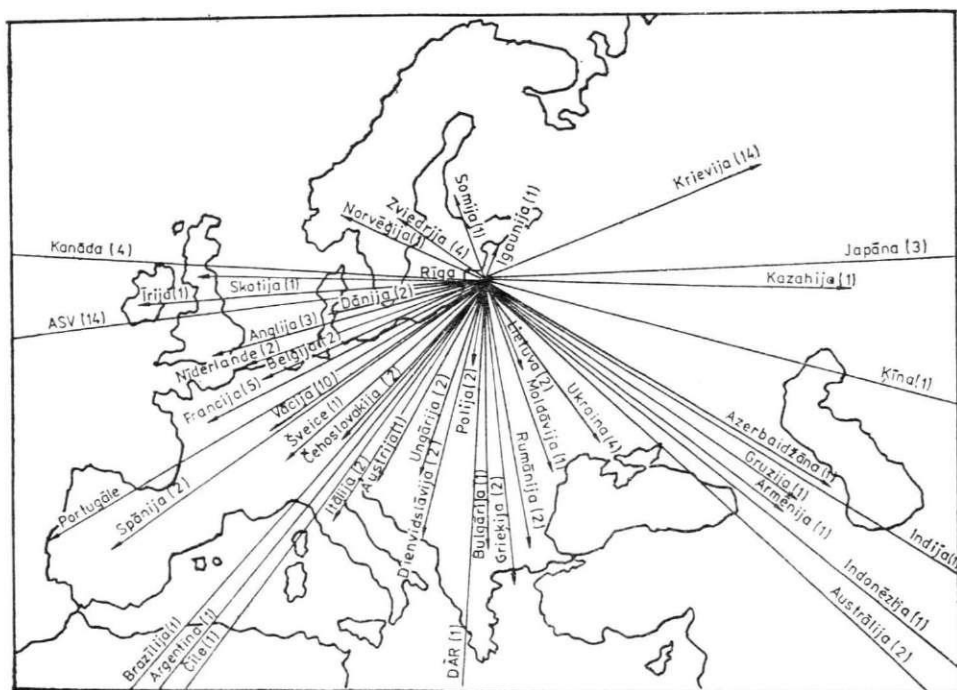 Krievija (14)
Somija (1)
Igaunija (1)
Zviedrija (4)
Norvēģija (1)
Kanāda (4)
Japāna (3)
Rīga
Kazahija (1)
Skotija (1)
Īrija (1)
Dānija (2)
ASV (14)
Anglija (3)
Nīderlande (2)
Beļģija (2)
Lietuva (2)
Polija (2)
Moldāvija (1)
Ukraina (4)
Ķīna (1)
Francija (5)
Vācija (10)
Šveice (1)
Čehoslovākija (2)
Ungārija (2)
Austrija (1)
Itālija (2)
Azerbaidžāna (1)
Gruzija (1)
Armēnija (1)
Rumānija (2)
Portugāle
Spānija (2)
Dienvidslāvija (2)
Bulgārija (1)
Grieķija (2)
Indija (1)
Indonēzija (1)
Austrālija (2)
Brazīlija (1)
Argentīna (1)
Čīle (1)
DĀR (1)